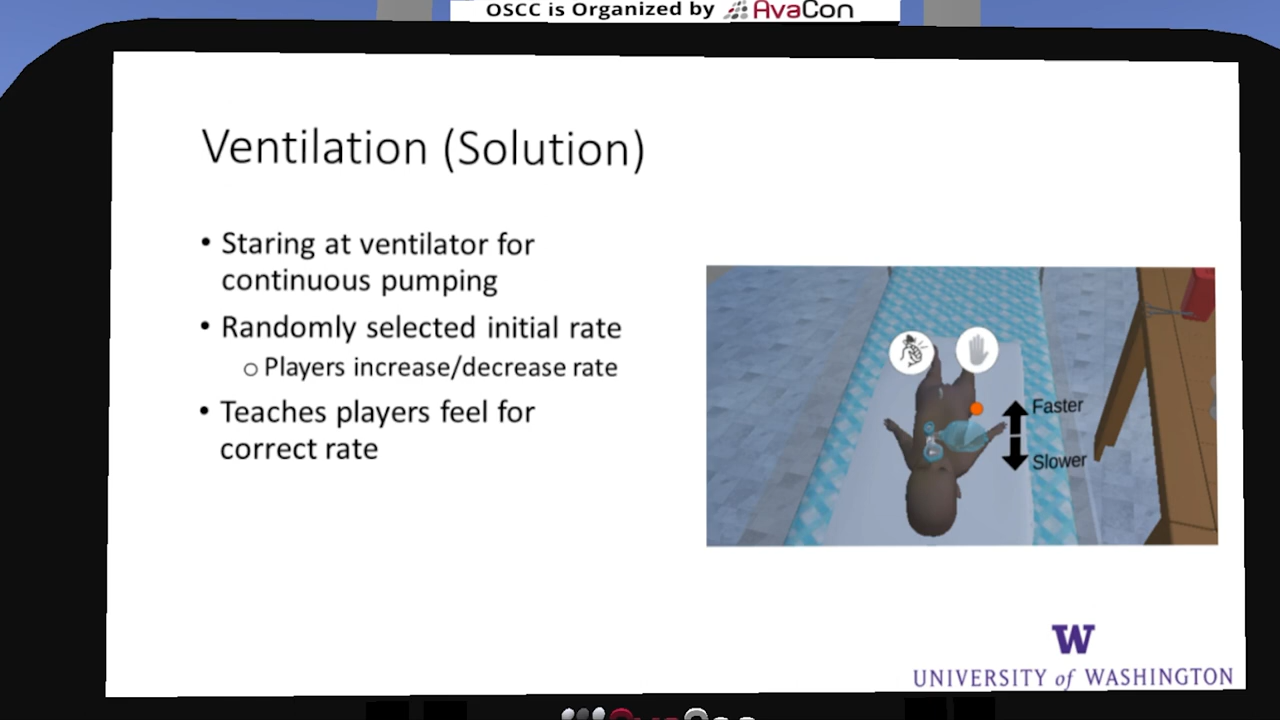 OSCC is Organized by AvaCon
Ventilation (Solution)
• Staring at ventilator for
continuous pumping
• Randomly selected initial rate
o Players increase/decrease rate
• Teaches players feel for
correct rate
Faster
Slower
W
UNIVERSITY of WASHINGTON
AvaCon